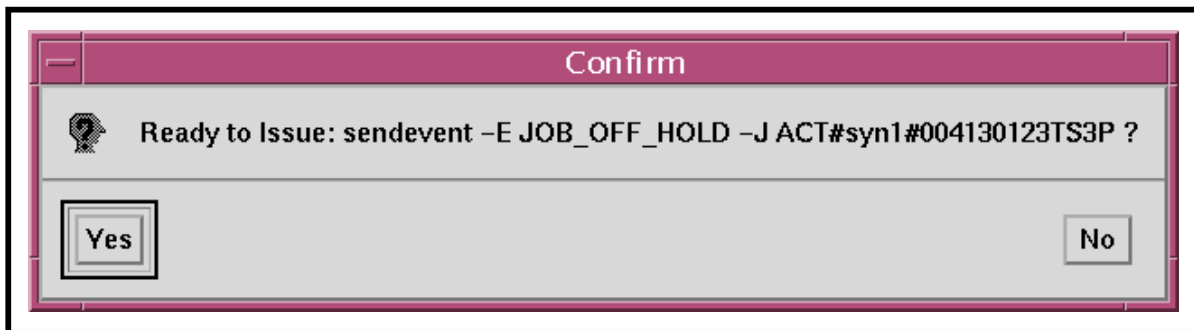 Confirm
Ready to Issue: sendevent –E JOB_OFF_HOLD –J ACT#syn1#004130123TS3P ?
Yes
No